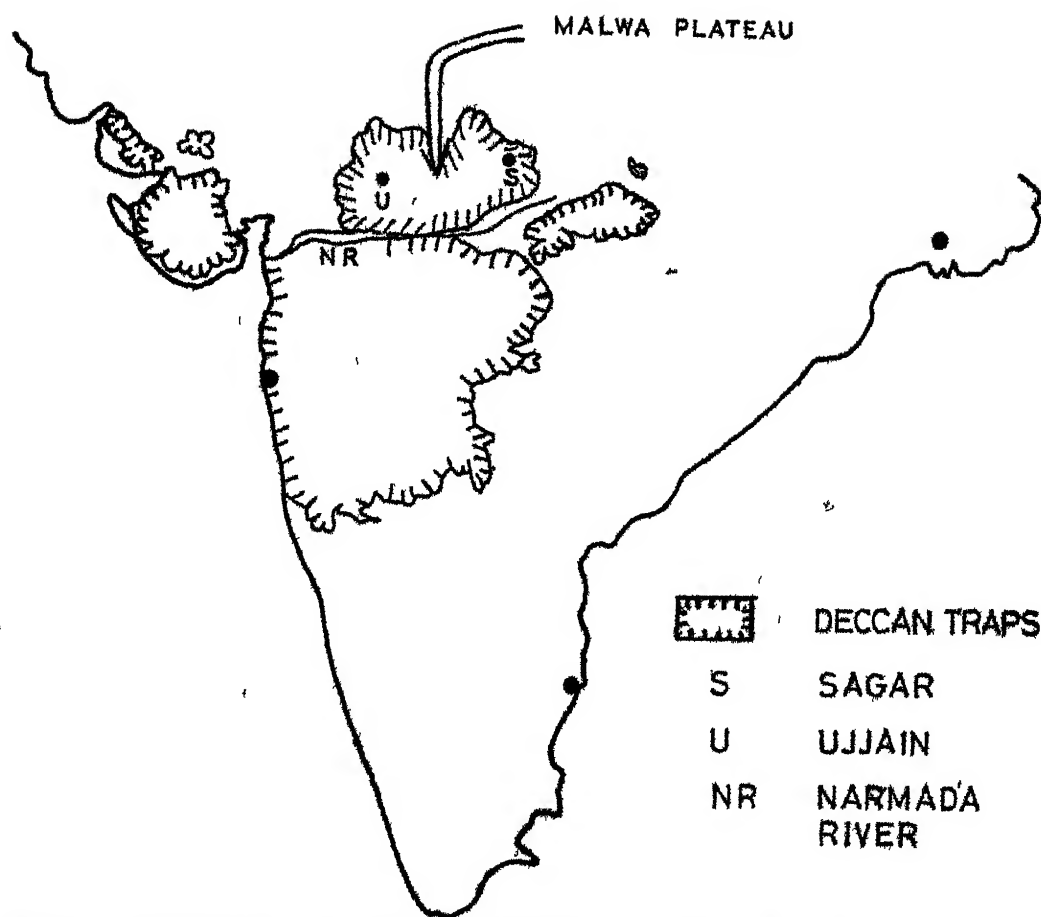 MALWA PLATEAU
U
S
NR
DECCAN TRAPS
S SAGAR
U UJJAIN
NR NARMADA
RIVER